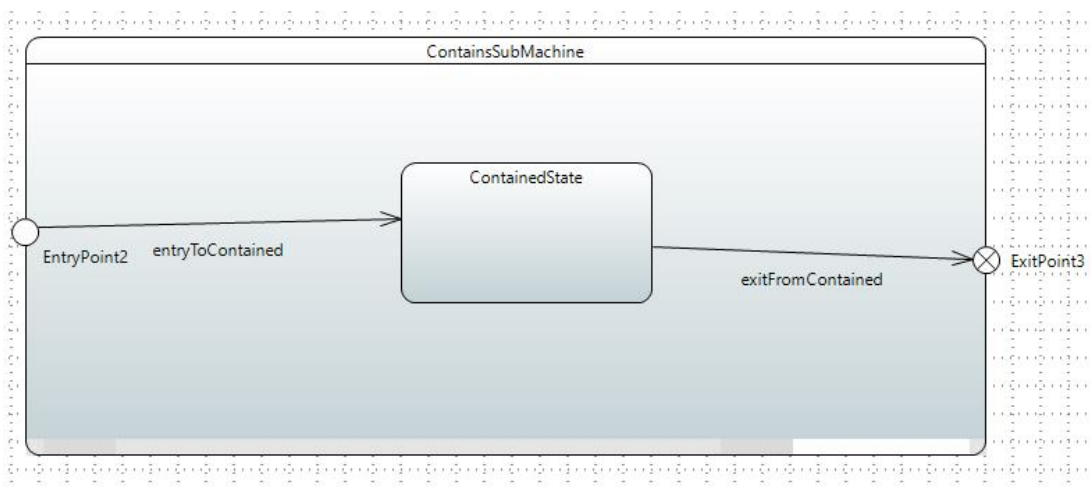 ContainsSubMachine
ContainedState
EntryPoint2
entryToContained
exitFromContained
ExitPoint3